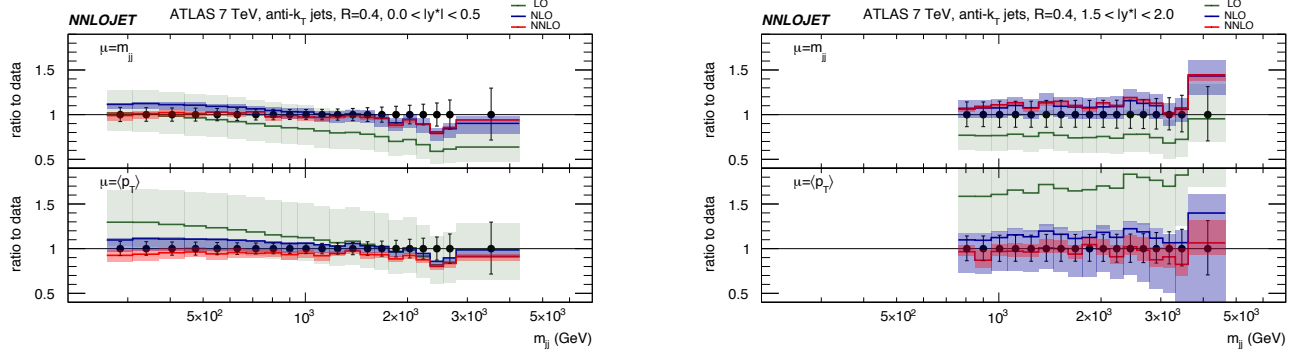 NNLOJET ATLAS 7 TeV, anti-k_T jets, R=0.4, 0.0 < |y*| < 0.5
LO
NLO
NNLO
μ=m_jj
ratio to data
1.5
1
0.5
μ=⟨p_T⟩
ratio to data
1.5
1
0.5
5×10² 10³ 2×10³ 3×10³ 5×10³
m_jj (GeV)
NNLOJET ATLAS 7 TeV, anti-k_T jets, R=0.4, 1.5 < |y*| < 2.0
LO
NLO
NNLO
μ=m_jj
ratio to data
1.5
1
0.5
μ=⟨p_T⟩
ratio to data
1.5
1
0.5
5×10² 10³ 2×10³ 3×10³ 5×10³
m_jj (GeV)